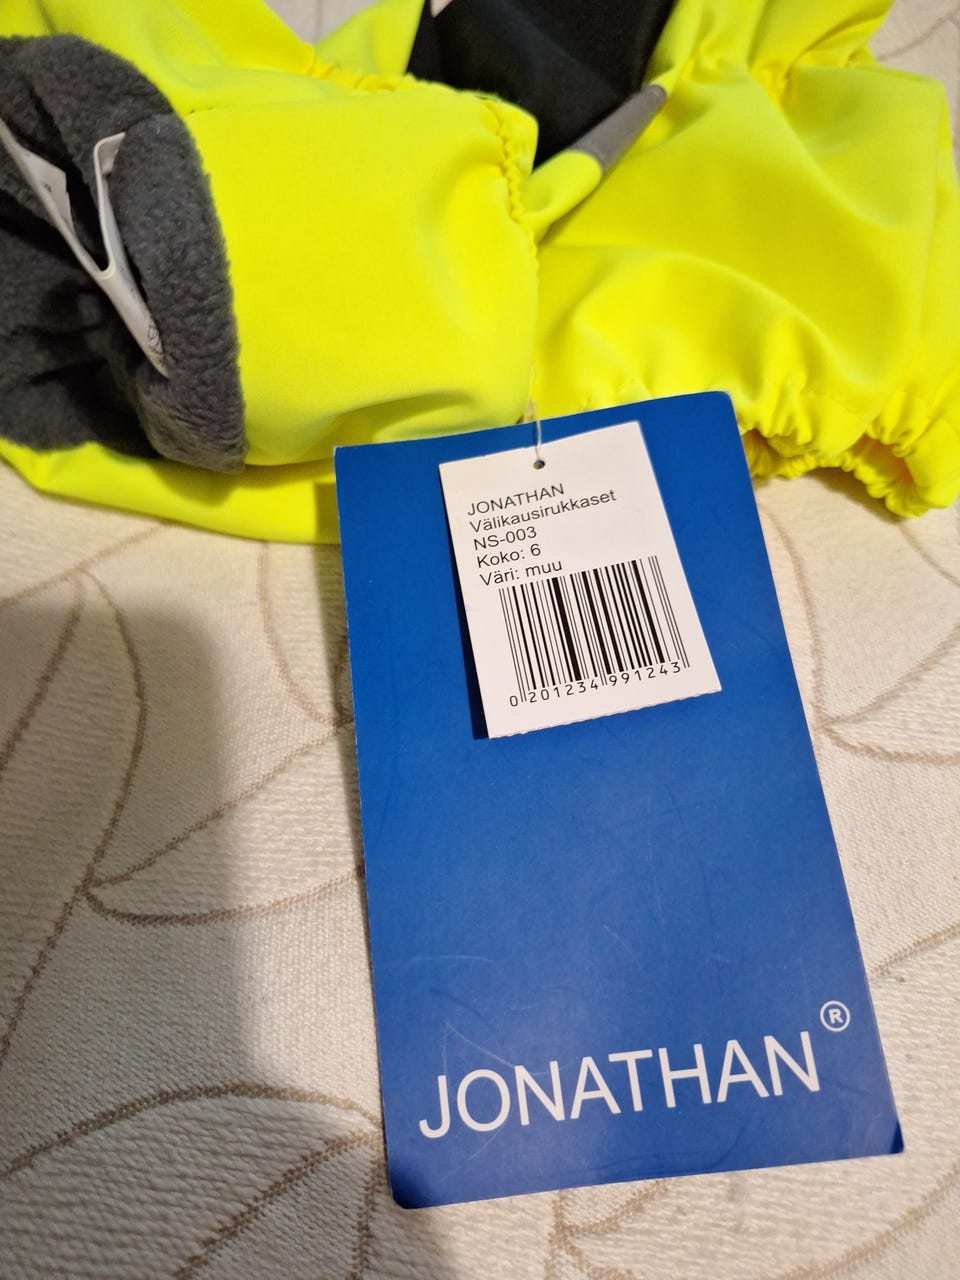 JONATHAN
Välikausirukkaset
NS-003
Koko: 6
Väri: muu
0 201234 991243
JONATHAN®